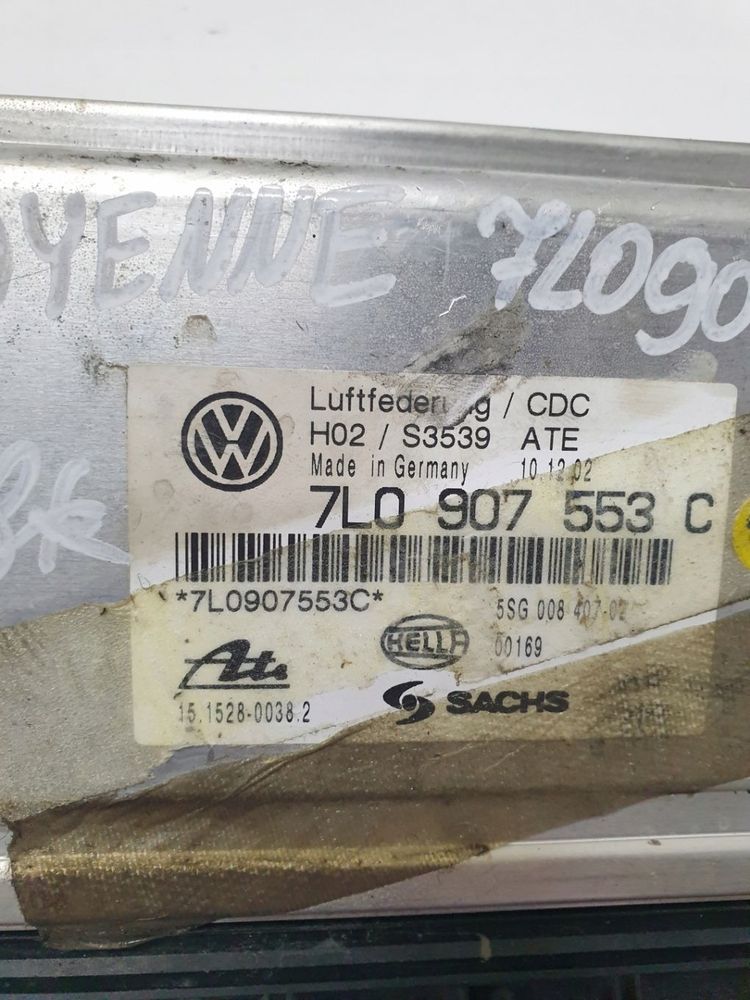 YENNE 7L090
Luftfederung / CDC
H02 / S3539 ATE
Made in Germany 10.12.02
7L0 907 553 C
*7L0907553C*
5SG 008 407-02
HELLA 00169
Ate
15.1528-0038.2
SACHS